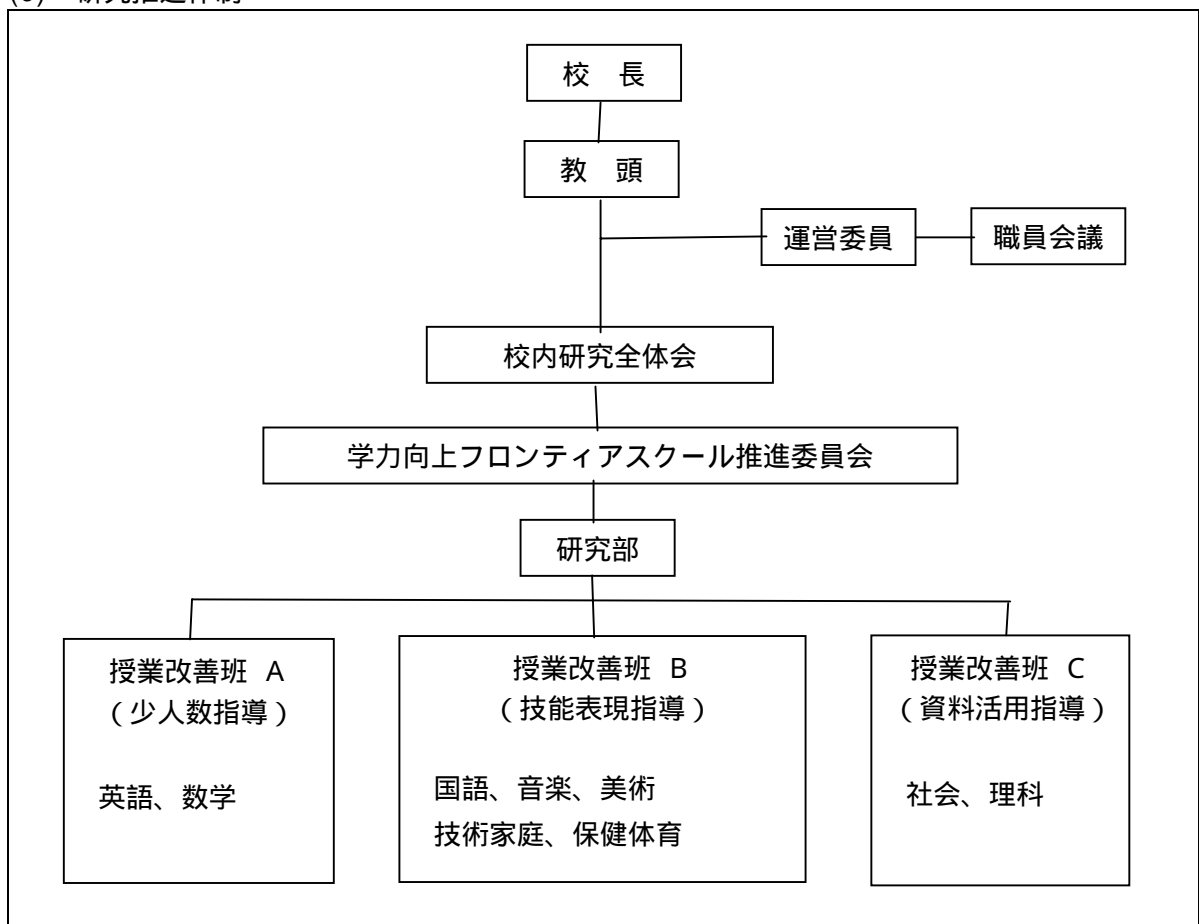 校　長
教　頭
運営委員
職員会議
校内研究全体会
学力向上フロンティアスクール推進委員会
研究部
授業改善班 A
(少人数指導)
英語、数学
授業改善班 B
(技能表現指導)
国語、音楽、美術
技術家庭、保健体育
授業改善班 C
(資料活用指導)
社会、理科